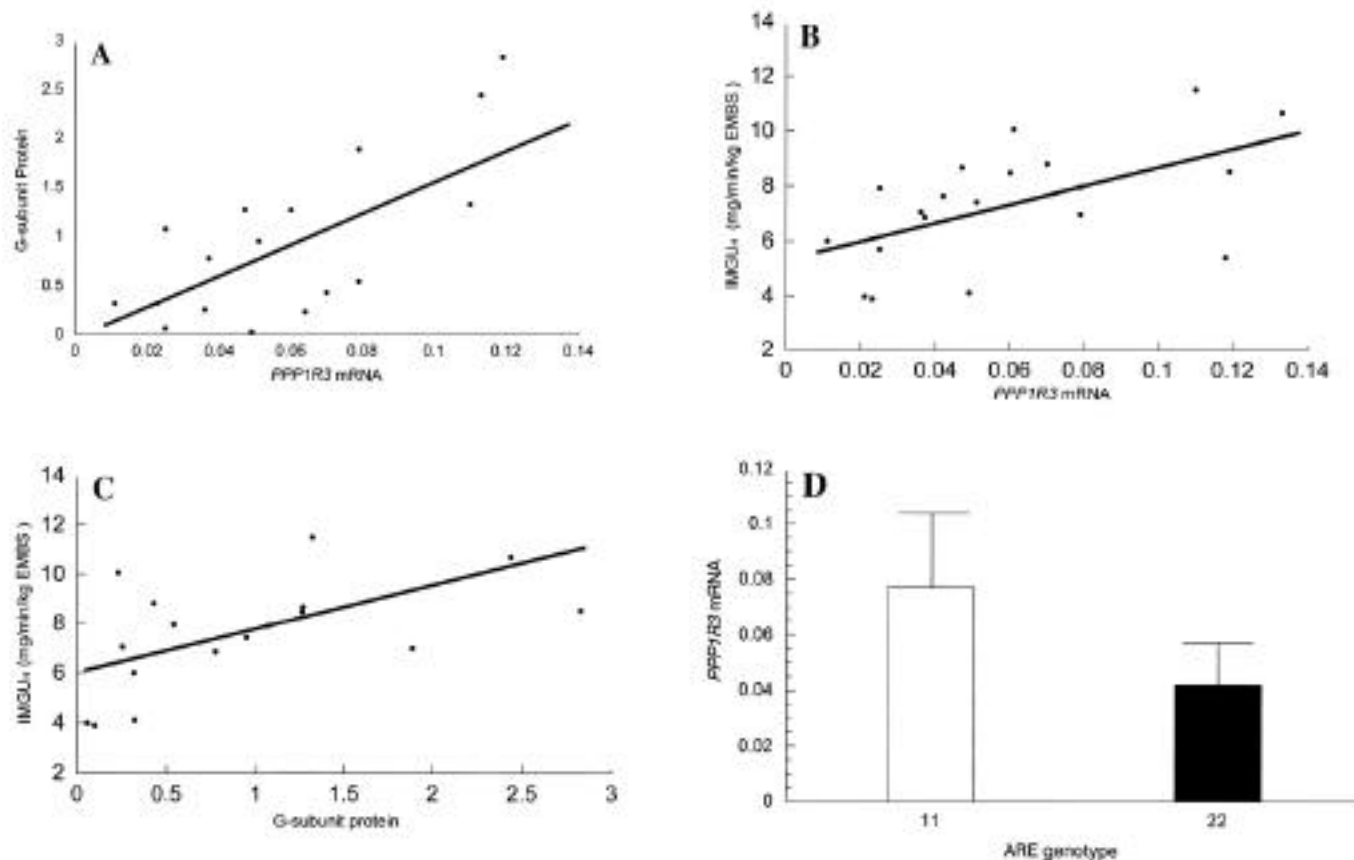 A
3
2.5
2
1.5
1
0.5
0
G-subunit Protein
0 0.02 0.04 0.06 0.08 0.1 0.12 0.14
PPP1R3 mRNA
B
14
12
10
8
6
4
2
(mg/min/kg EMBS )
0 0.02 0.04 0.06 0.08 0.1 0.12 0.14
PPP1R3 mRNA
C
14
12
10
8
6
4
2
(mg/min/kg EMBS )
0 0.5 1 1.5 2 2.5 3
G-subunit protein
D
0.12
0.1
0.08
0.06
0.04
0.02
0
PPP1R3 mRNA
11 22
ARE genotype